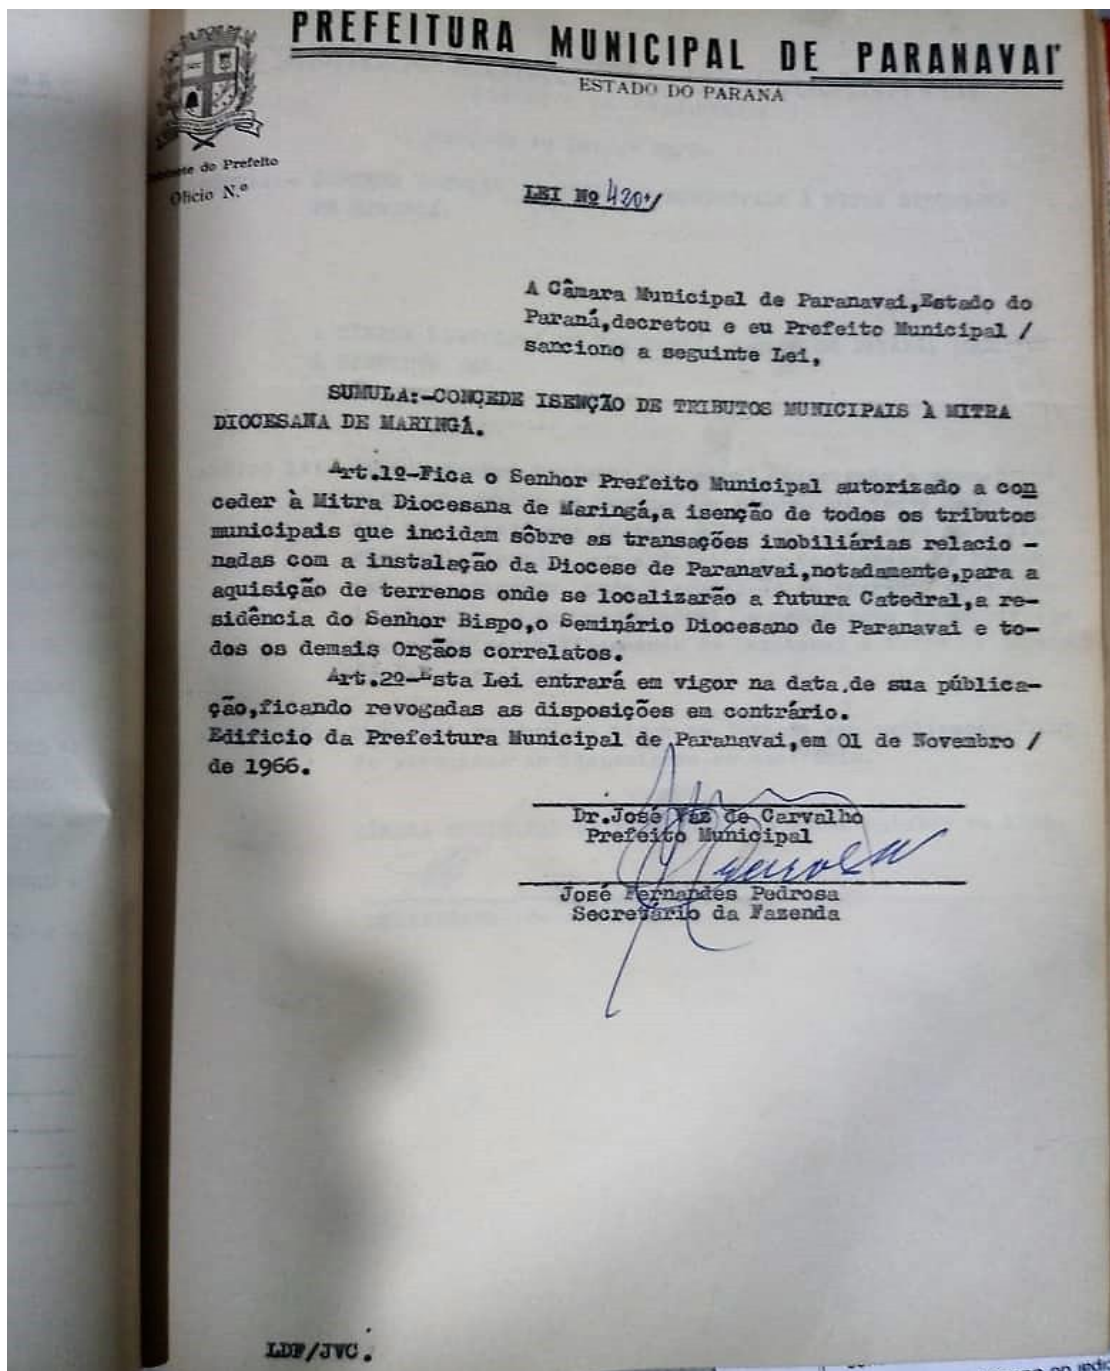 PREFEITURA MUNICIPAL DE PARANAVAÍ
ESTADO DO PARANÁ
do Prefeito
Oficio N.º
LEI Nº 420
A Câmara Municipal de Paranavai,Estado do
Paraná,decretou e eu Prefeito Municipal /
sanciono a seguinte Lei,
SUMULA:-CONCEDE ISENÇÃO DE TRIBUTOS MUNICIPAIS À MITRA
DIOCESANA DE MARINGÁ.
Art.1º-Fica o Senhor Prefeito Municipal autorizado a con
ceder à Mitra Diocesana de Maringá,a isenção de todos os tributos
municipais que incidam sôbre as transações imobiliárias relacio -
nadas com a instalação da Diocese de Paranavai,notadamente,para a
aquisição de terrenos onde se localizarão a futura Catedral,a re-
sidência do Senhor Bispo,o Seminário Diocesano de Paranavai e to-
dos os demais Orgãos correlatos.
Art.2º-Esta Lei entrará em vigor na data,de sua pública-
ção,ficando revogadas as disposições em contrário.
Edificio da Prefeitura Municipal de Paranavai,em 01 de Novembro /
de 1966.
Dr.José Vaz de Carvalho
Prefeito Municipal
José Fernandes Pedrosa
Secretário da Fazenda
LDF/JVC.